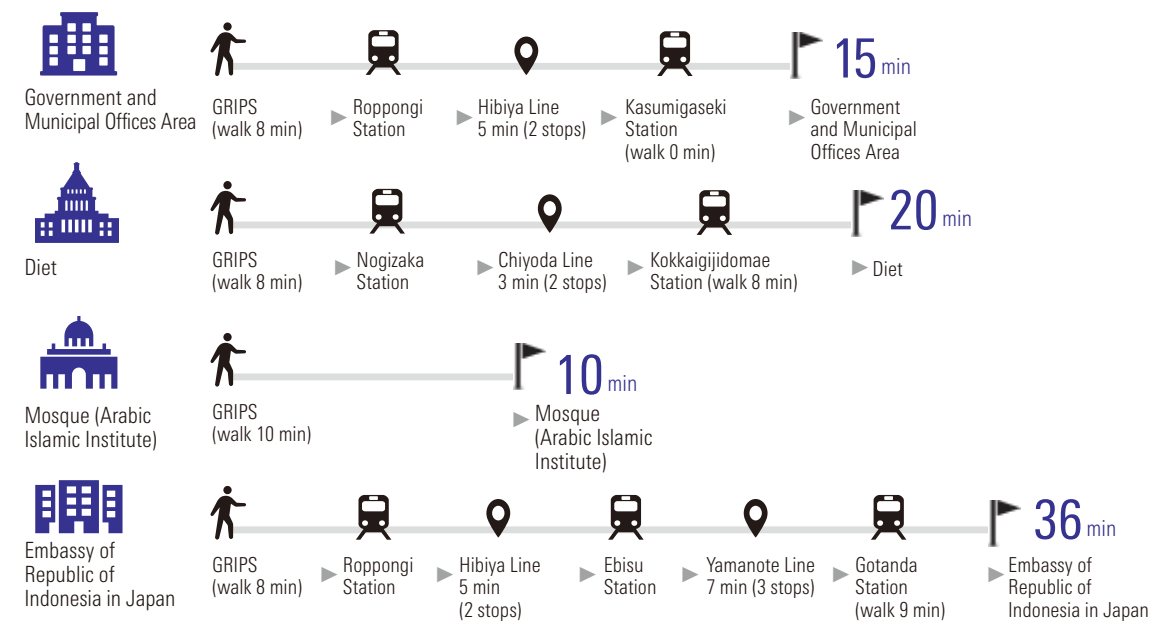 Government and
Municipal Offices Area
GRIPS
(walk 8 min)
Roppongi
Station
Hibiya Line
5 min (2 stops)
Kasumigaseki
Station
(walk 0 min)
Government
and Municipal
Offices Area
15 min
Diet
GRIPS
(walk 8 min)
Nogizaka
Station
Chiyoda Line
3 min (2 stops)
Kokkaigijidomae
Station (walk 8 min)
Diet
20 min
Mosque (Arabic
Islamic Institute)
GRIPS
(walk 10 min)
Mosque
(Arabic Islamic
Institute)
10 min
Embassy of
Republic of
Indonesia in Japan
GRIPS
(walk 8 min)
Roppongi
Station
Hibiya Line
5 min
(2 stops)
Ebisu
Station
Yamanote Line
7 min (3 stops)
Gotanda
Station
(walk 9 min)
Embassy of
Republic of
Indonesia in Japan
36 min